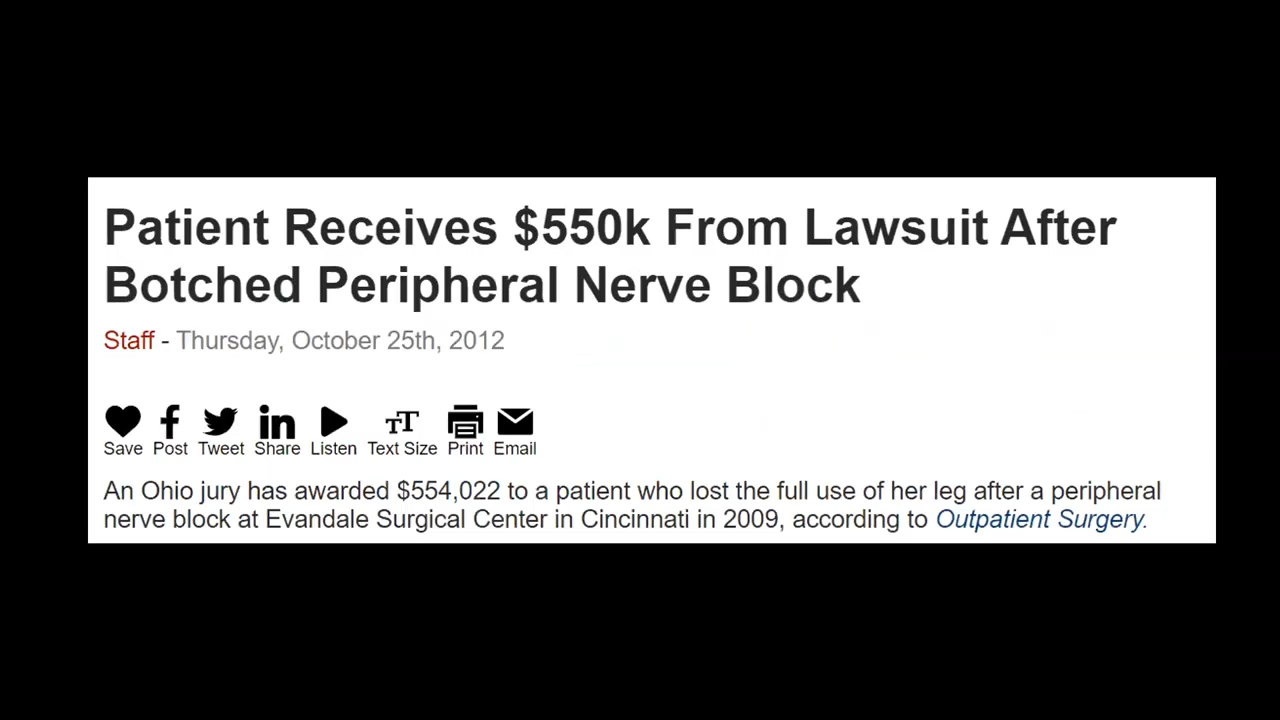 Patient Receives $550k From Lawsuit After
Botched Peripheral Nerve Block
Staff - Thursday, October 25th, 2012
Save Post Tweet Share Listen Text Size Print Email
An Ohio jury has awarded $554,022 to a patient who lost the full use of her leg after a peripheral
nerve block at Evandale Surgical Center in Cincinnati in 2009, according to Outpatient Surgery.